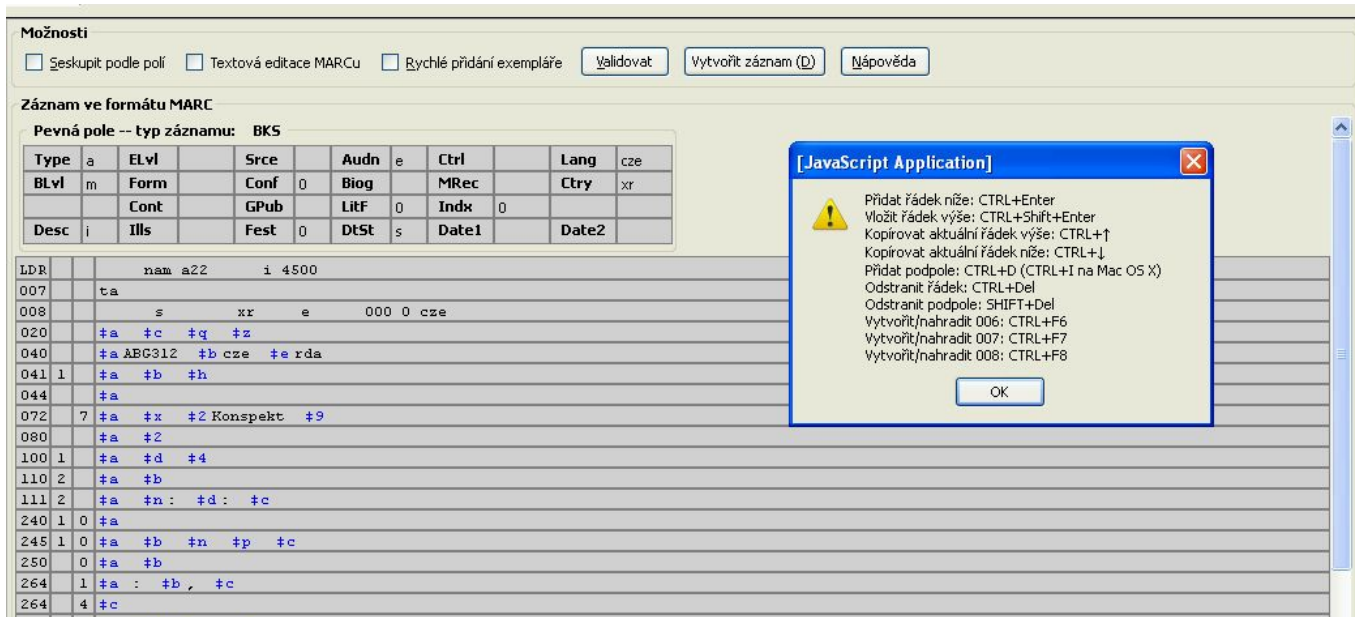 Možnosti
Seskupit podle polí Textová editace MARCu Rychlé přidání exempláře Validovat Vytvořit záznam (D) Nápověda
Záznam ve formátu MARC
Pevná pole -- typ záznamu: BKS
Type a ELvl Srce Audn e Ctrl Lang cze
BLvl m Form Conf 0 Biog MRec Ctry xr
Cont GPub LitF 0 Indx 0
Desc i Ills Fest 0 DtSt s Date1 Date2
[JavaScript Application]
Přidat řádek níže: CTRL+Enter
Vložit řádek výše: CTRL+Shift+Enter
Kopírovat aktuální řádek výše: CTRL+↑
Kopírovat aktuální řádek níže: CTRL+↓
Přidat podpole: CTRL+D (CTRL+I na Mac OS X)
Odstranit řádek: CTRL+Del
Odstranit podpole: SHIFT+Del
Vytvořit/nahradit 006: CTRL+F6
Vytvořit/nahradit 007: CTRL+F7
Vytvořit/nahradit 008: CTRL+F8
OK
LDR nam a22 i 4500
007 ta
008 s xr e 000 0 cze
020 ‡a ‡c ‡q ‡z
040 ‡a ABG312 ‡b cze ‡e rda
041 1 ‡a ‡b ‡h
044 ‡a
072 7 ‡a ‡x ‡2 Konspekt ‡9
080 ‡a ‡2
100 1 ‡a ‡d ‡4
110 2 ‡a ‡b
111 2 ‡a ‡n : ‡d : ‡c
240 1 0 ‡a
245 1 0 ‡a ‡b ‡n ‡p ‡c
250 0 ‡a ‡b
264 1 ‡a : ‡b , ‡c
264 4 ‡c